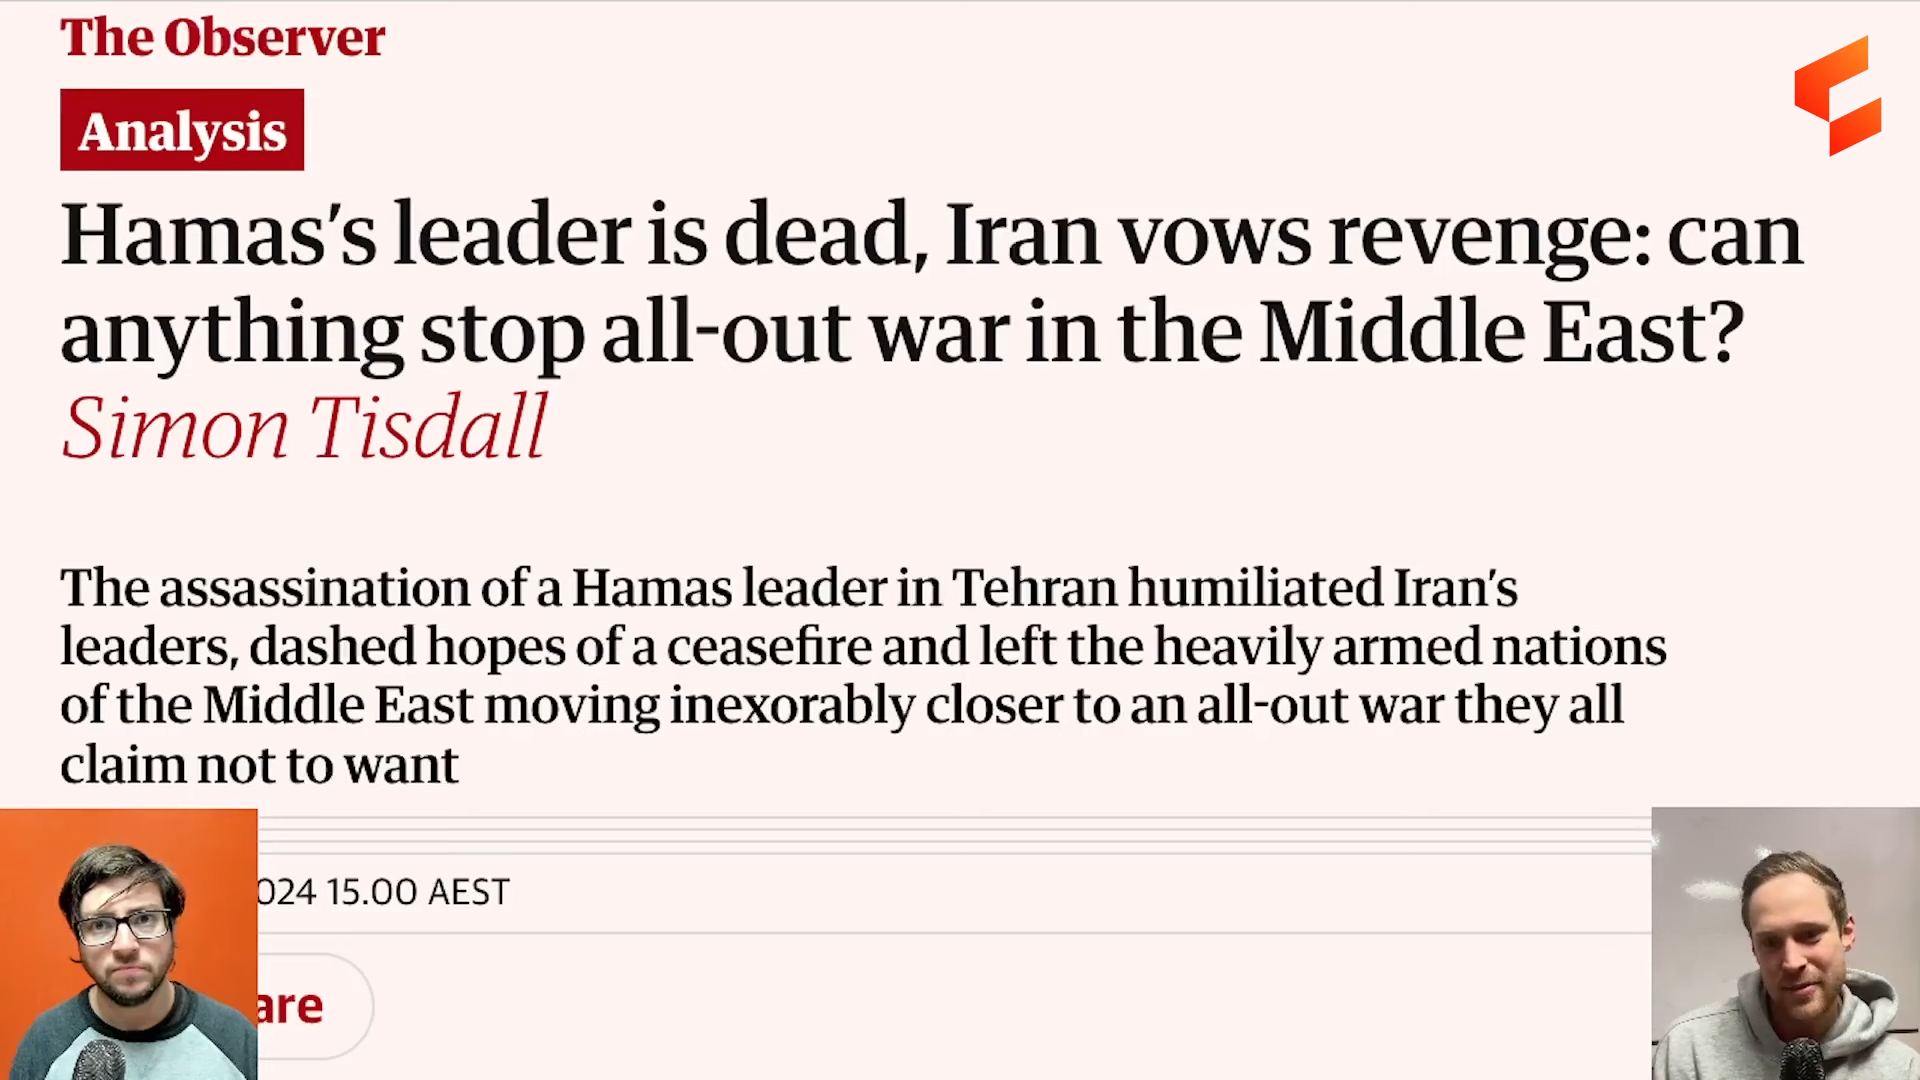 The Observer
Analysis
Hamas’s leader is dead, Iran vows revenge: can
anything stop all-out war in the Middle East?
Simon Tisdall
The assassination of a Hamas leader in Tehran humiliated Iran’s
leaders, dashed hopes of a ceasefire and left the heavily armed nations
of the Middle East moving inexorably closer to an all-out war they all
claim not to want
024 15.00 AEST
are